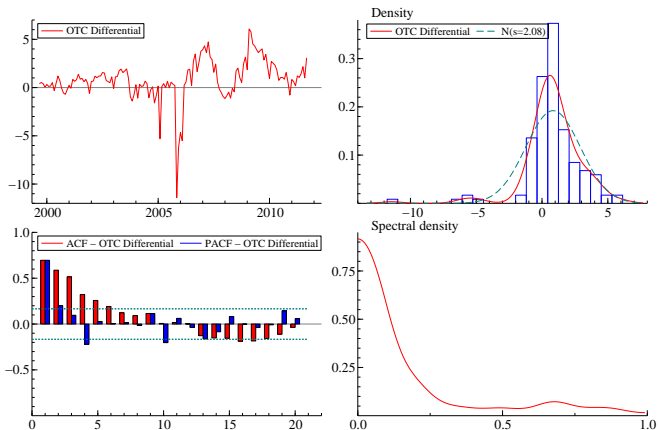 OTC Differential
5
0
−5
−10
2000 2005 2010
Density
OTC Differential N(s=2.08)
0.3
0.2
0.1
−10 −5 0 5
ACF − OTC Differential PACF − OTC Differential
1.0
0.5
0.0
−0.5
0 5 10 15 20
Spectral density
0.75
0.50
0.25
0.0 0.5 1.0